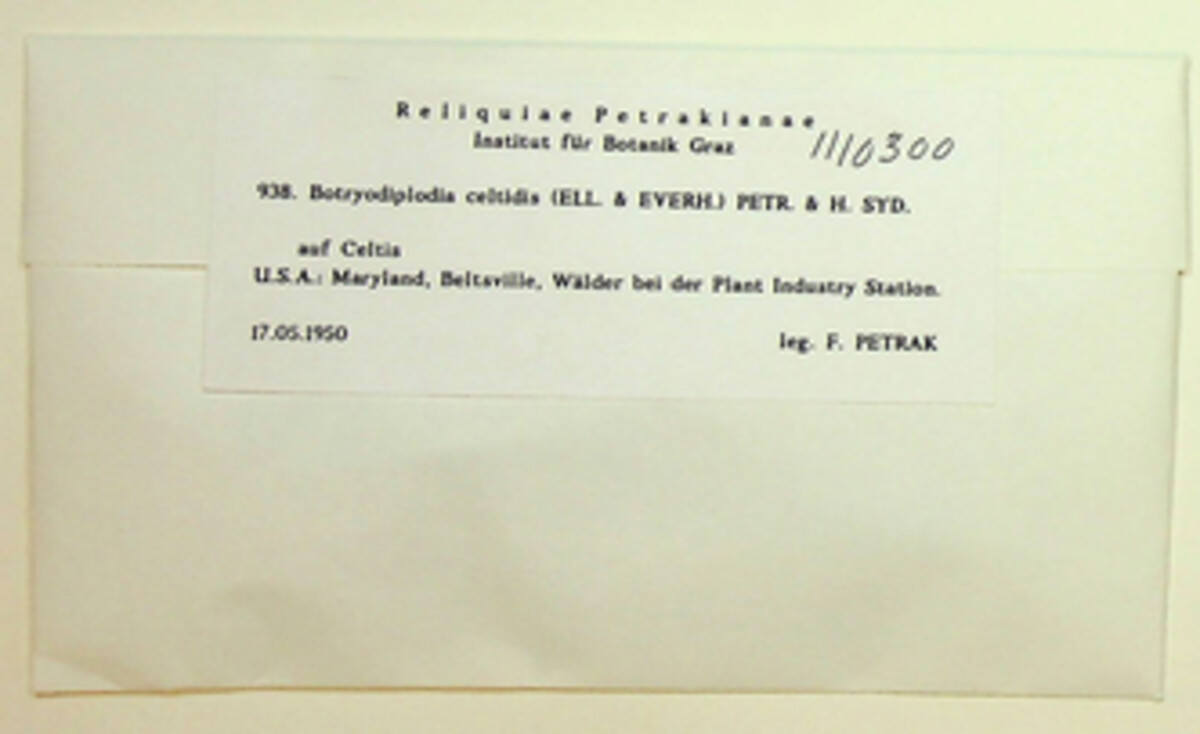 Reliquiae Petrakianae
Institut für Botanik Graz 1110300
938. Botryodiplodia celtidis (ELL. & EVERH.) PETR. & H. SYD.
auf Celtis
U.S.A.: Maryland, Beltsville, Wälder bei der Plant Industry Station.
17.05.1950 leg. F. PETRAK